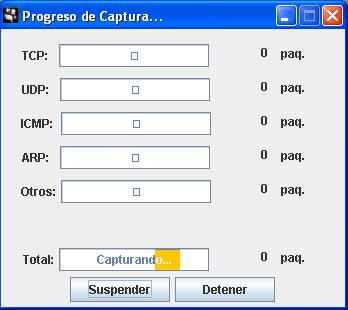 Progreso de Captura...
TCP: 0 paq.
UDP: 0 paq.
ICMP: 0 paq.
ARP: 0 paq.
Otros: 0 paq.
Total: Capturando... 0 paq.
Suspender Detener